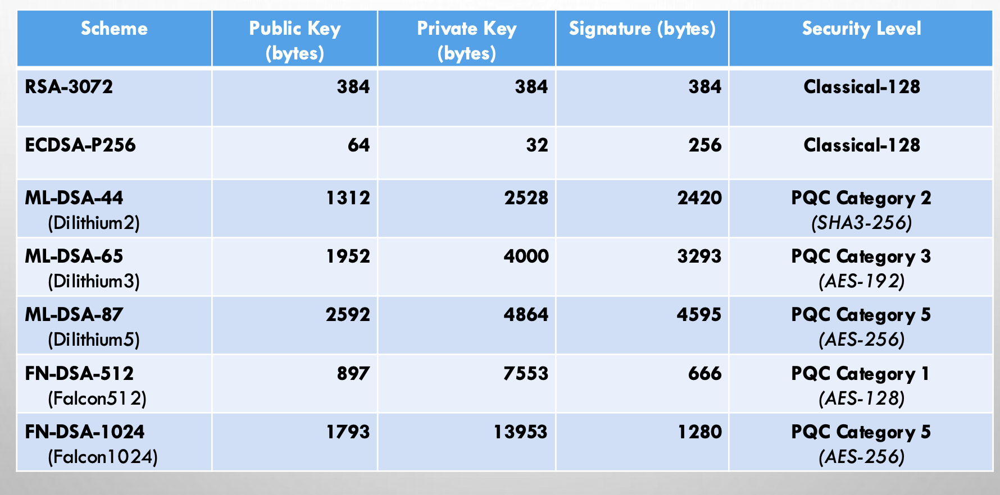 Scheme Public Key Private Key Signature (bytes) Security Level
(bytes) (bytes)
RSA-3072 384 384 384 Classical-128
ECDSA-P256 64 32 256 Classical-128
ML-DSA-44 1312 2528 2420 PQC Category 2
(Dilithium2) (SHA3-256)
ML-DSA-65 1952 4000 3293 PQC Category 3
(Dilithium3) (AES-192)
ML-DSA-87 2592 4864 4595 PQC Category 5
(Dilithium5) (AES-256)
FN-DSA-512 897 7553 666 PQC Category 1
(Falcon512) (AES-128)
FN-DSA-1024 1793 13953 1280 PQC Category 5
(Falcon1024) (AES-256)